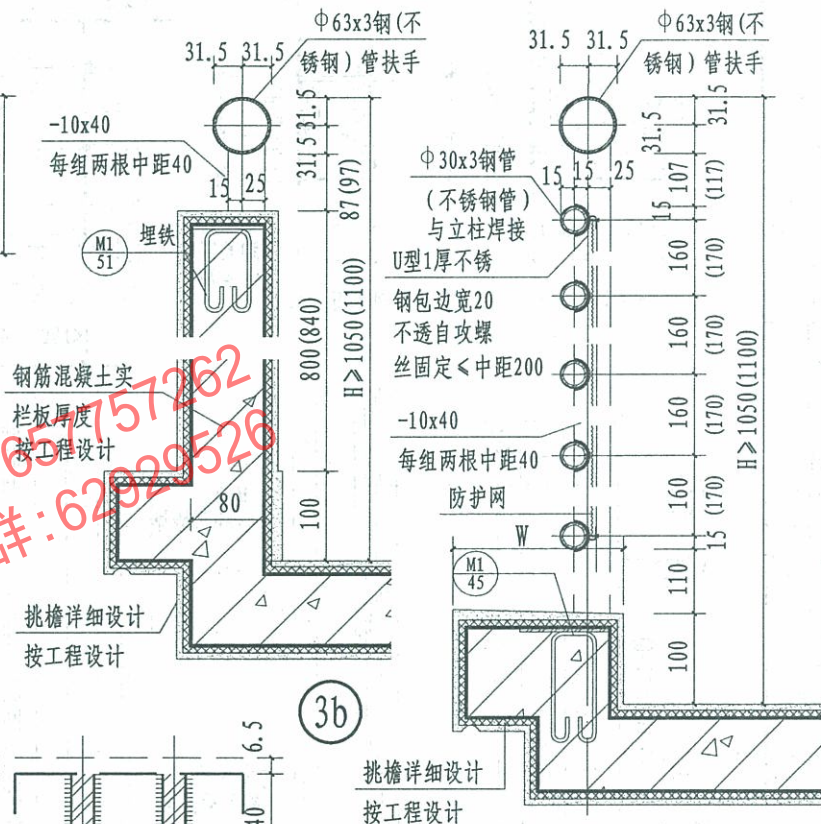 ϕ63x3钢(不
锈钢)管扶手
31.5 31.5
-10x40
每组两根中距40
31.5
31.5
15 25
87(97)
M1
51
埋铁
800(840)
H≥1050(1100)
钢筋混凝土实
栏板厚度
按工程设计
657757262
群:62929526
80
100
挑檐详细设计
按工程设计
3b
6.5
40
ϕ63x3钢(不
锈钢)管扶手
31.5 31.5
31.5
31.5
ϕ30x3钢管
(不锈钢管)
与立柱焊接
15 15 25
107
(117)
15
U型1厚不锈
钢包边宽20
不透自攻螺
丝固定≤中距200
160
(170)
160
(170)
160
(170)
160
(170)
H≥1050(1100)
-10x40
每组两根中距40
防护网
W
15
M1
45
110
100
挑檐详细设计
按工程设计